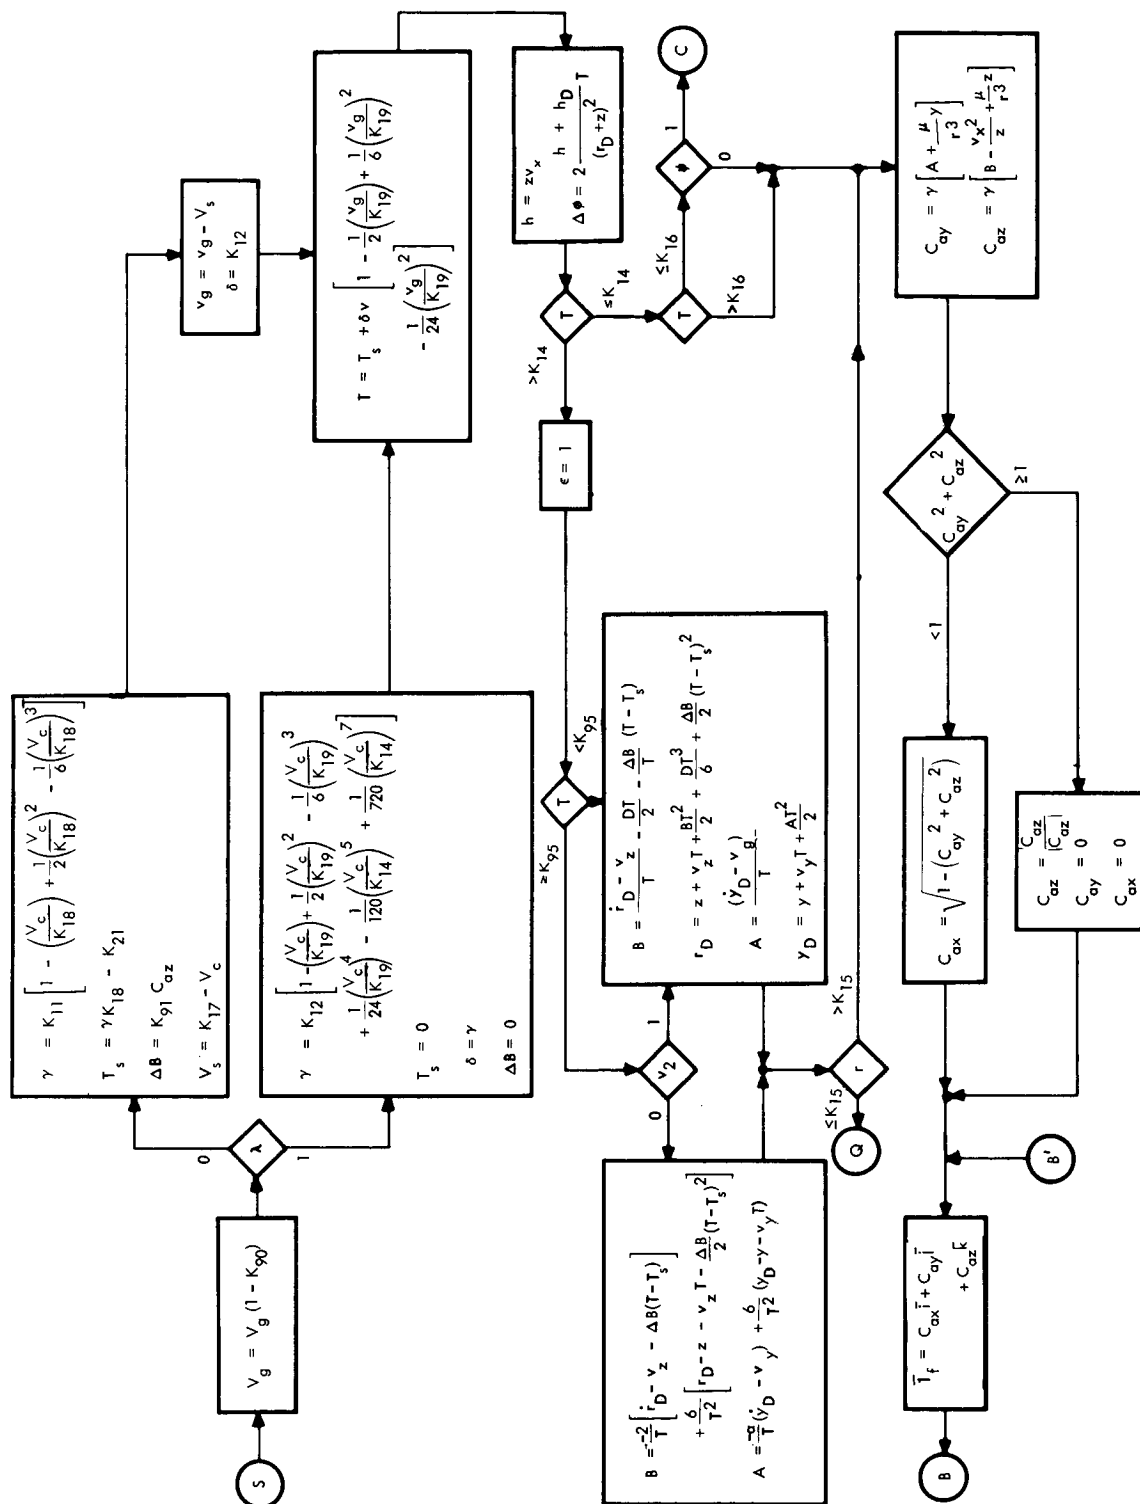 S
V_g = V_g (1 - K_90)
λ
0
1
γ = K_11 [1 - (V_c/K_18) + 1/2 (V_c/K_18)^2 - 1/6 (V_c/K_18)^3]
T_s = γK_18 - K_21
ΔB = K_91 C_az
V_s = K_17 - V_c
v_g = v_g - V_s
δ = K_12
γ = K_12 [1 - (V_c/K_19) + 1/2 (V_c/K_19)^2 - 1/6 (V_c/K_19)^3
+ 1/24 (V_c/K_19)^4 - 1/120 (V_c/K_14)^5 + 1/720 (V_c/K_14)^7]
T_s = 0
δ = γ
ΔB = 0
T = T_s + δv [1 - 1/2 (v_g/K_19) + 1/6 (v_g/K_19)^2
- 1/24 (v_g/K_19)^2]
h = zv_x
Δφ = 2 (h + h_D)/(r_D+z)^2 T
T
>K_14
≤K_14
T
≤K_16
>K_16
φ
1
0
C
ε = 1
T
<K_95
≥K_95
v_2
1
0
B = (ṙ_D - v_z)/T - DT/2 - ΔB/T (T - T_s)
r_D = z + v_z T + BT^2/2 + DT^3/6 + ΔB/2 (T - T_s)^2
A = (ẏ_D - v_g)/T
y_D = y + v_y T + AT^2/2
B = -2/T [ṙ_D - v_z - ΔB(T - T_s)]
+ 6/T^2 [r_D - z - v_z T - ΔB/2 (T - T_s)^2]
A = -α/T (ẏ_D - v_y) + 6/T^2 (y_D - y - v_y T)
r
>K_15
≤K_15
Q
C_ay = γ [A + μ/r^3 y]
C_az = γ [B - v_x^2/z + μ/r^3 z]
C_ay^2 + C_az^2
<1
≥1
C_ax = √(1 - (C_ay^2 + C_az^2))
C_az = C_az/|C_az|
C_ay = 0
C_ax = 0
B'
1̄_f = C_ax ī + C_ay j̄
+ C_az k̄
B